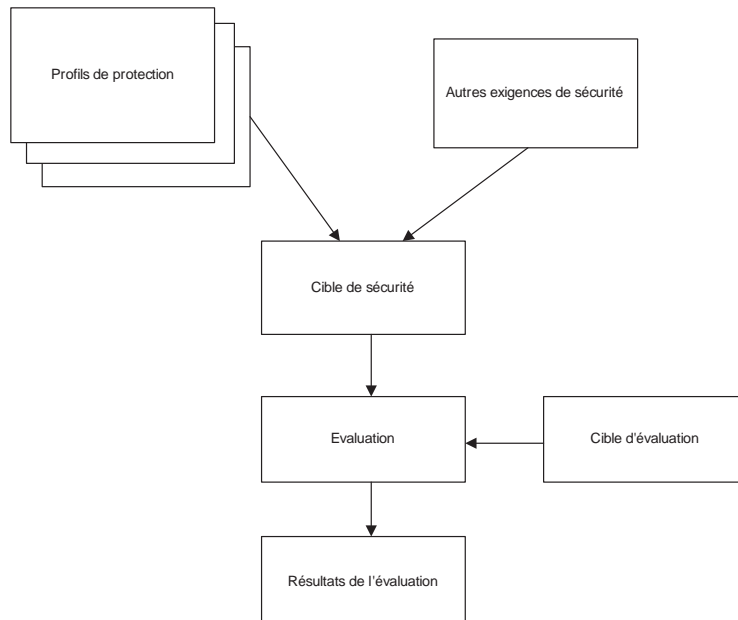 Profils de protection
Autres exigences de sécurité
Cible de sécurité
Evaluation
Cible d'évaluation
Résultats de l'évaluation